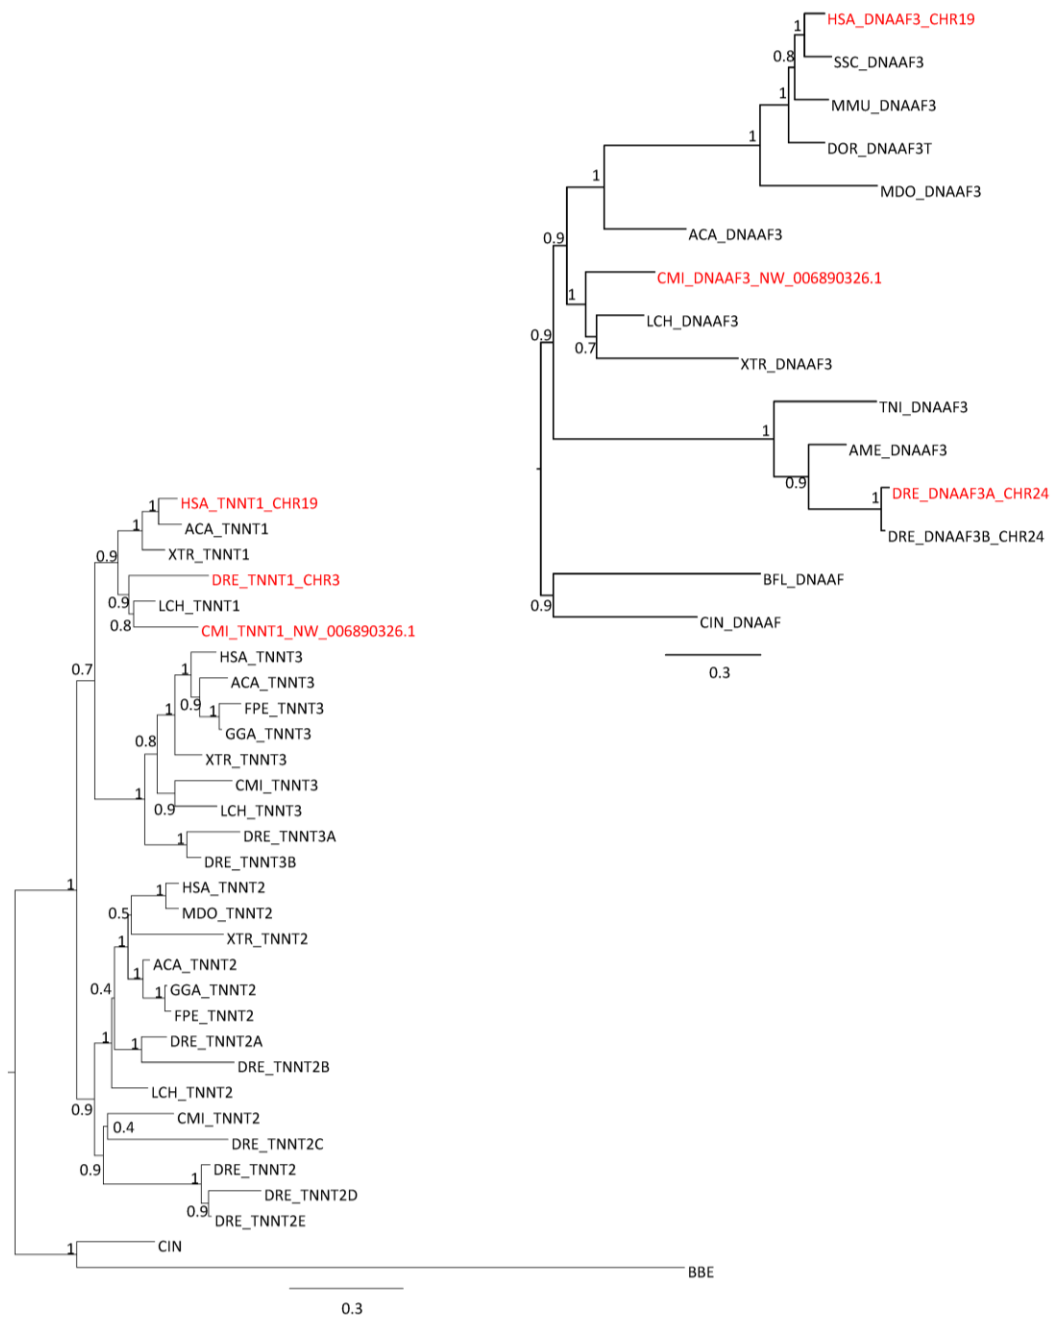 HSA_DNAAF3_CHR19
1
0.8
SSC_DNAAF3
1
MMU_DNAAF3
1
DOR_DNAAF3T
MDO_DNAAF3
1
ACA_DNAAF3
0.9
CMI_DNAAF3_NW_006890326.1
1
LCH_DNAAF3
0.9
0.7
XTR_DNAAF3
TNI_DNAAF3
1
AME_DNAAF3
0.9
1
DRE_DNAAF3A_CHR24
DRE_DNAAF3B_CHR24
BFL_DNAAF
0.9
CIN_DNAAF
0.3
HSA_TNNT1_CHR19
1
1
ACA_TNNT1
0.9
XTR_TNNT1
DRE_TNNT1_CHR3
0.9
LCH_TNNT1
0.8
CMI_TNNT1_NW_006890326.1
0.7
HSA_TNNT3
1
ACA_TNNT3
0.9
1
1
FPE_TNNT3
GGA_TNNT3
0.8
XTR_TNNT3
CMI_TNNT3
1
0.9
LCH_TNNT3
DRE_TNNT3A
1
DRE_TNNT3B
1
HSA_TNNT2
1
0.5
MDO_TNNT2
XTR_TNNT2
1
ACA_TNNT2
1
0.4
1
GGA_TNNT2
FPE_TNNT2
1
DRE_TNNT2A
1
DRE_TNNT2B
LCH_TNNT2
0.9
CMI_TNNT2
0.4
DRE_TNNT2C
0.9
DRE_TNNT2
1
DRE_TNNT2D
0.9
DRE_TNNT2E
CIN
1
BBE
0.3